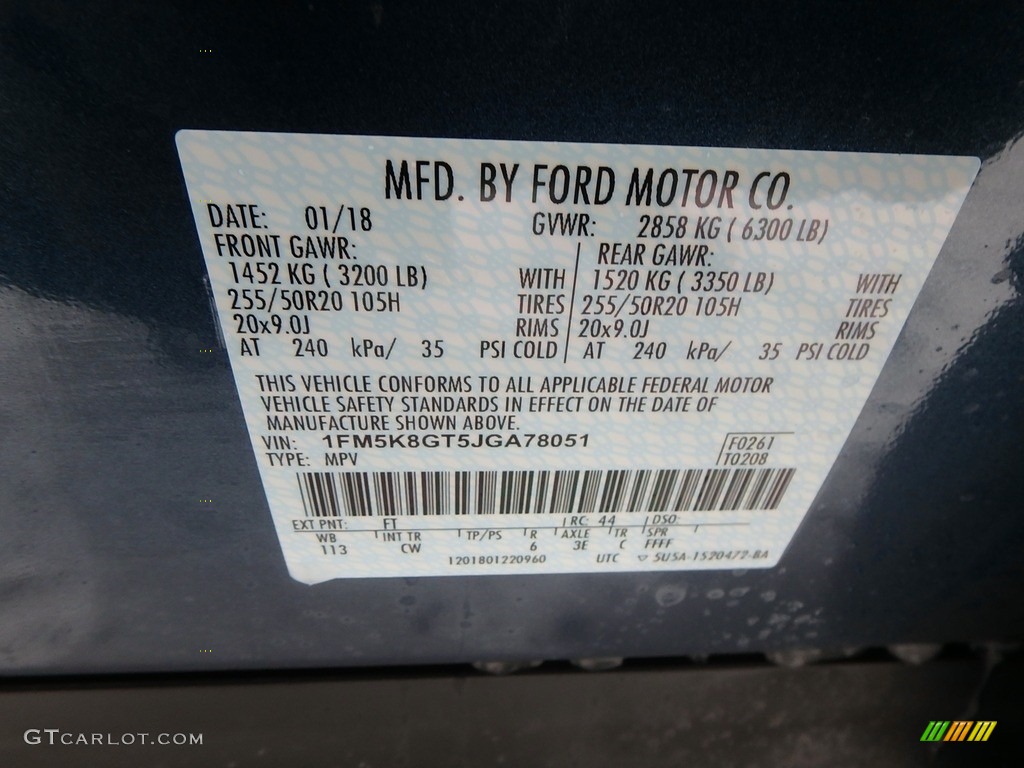 MFD. BY FORD MOTOR CO.
DATE: 01/18 GVWR: 2858 KG ( 6300 LB)
FRONT GAWR: REAR GAWR:
1452 KG ( 3200 LB) WITH 1520 KG ( 3350 LB) WITH
255/50R20 105H TIRES 255/50R20 105H TIRES
20x9.0J RIMS 20x9.0J RIMS
AT 240 kPa/ 35 PSI COLD AT 240 kPa/ 35 PSI COLD
THIS VEHICLE CONFORMS TO ALL APPLICABLE FEDERAL MOTOR
VEHICLE SAFETY STANDARDS IN EFFECT ON THE DATE OF
MANUFACTURE SHOWN ABOVE.
VIN: 1FM5K8GT5JGA78051 F0261
TYPE: MPV T0208
EXT PNT: FT RC: 44 DSO:
WB INT TR TP/PS R AXLE TR SPR
113 CW 6 3E C FFFF
1201801220960 UTC 5U5A-1520472-BA
GTCARLOT.COM